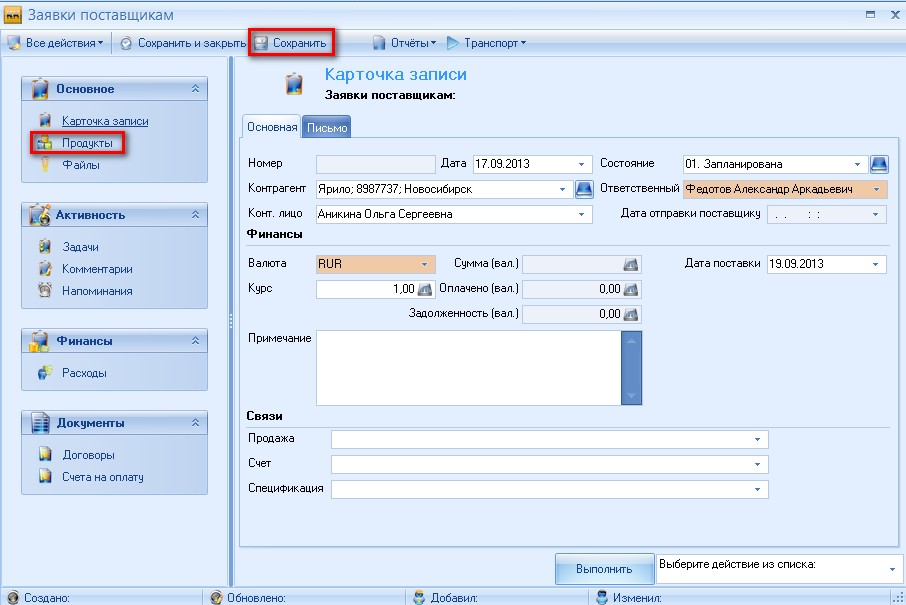 Заявки поставщикам
Все действия Сохранить и закрыть Сохранить Отчёты Транспорт
Основное
Карточка записи
Продукты
Файлы
Активность
Задачи
Комментарии
Напоминания
Финансы
Расходы
Документы
Договоры
Счета на оплату
Карточка записи
Заявки поставщикам:
Основная Письмо
Номер Дата 17.09.2013 Состояние 01. Запланирована
Контрагент Ярило; 8987737; Новосибирск Ответственный Федотов Александр Аркадьевич
Конт. лицо Аникина Ольга Сергеевна Дата отправки поставщику . . : :
Финансы
Валюта RUR Сумма (вал.) Дата поставки 19.09.2013
Курс 1,00 Оплачено (вал.) 0,00
Задолженность (вал.) 0,00
Примечание
Связи
Продажа
Счет
Спецификация
Выполнить Выберите действие из списка:
Создано: Обновлено: Добавил: Изменил: